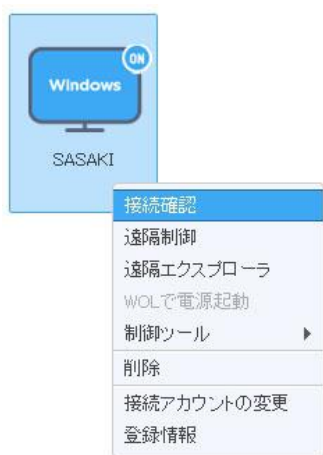 ON
Windows
SASAKI
接続確認
遠隔制御
遠隔エクスプローラ
WOLで電源起動
制御ツール
削除
接続アカウントの変更
登録情報